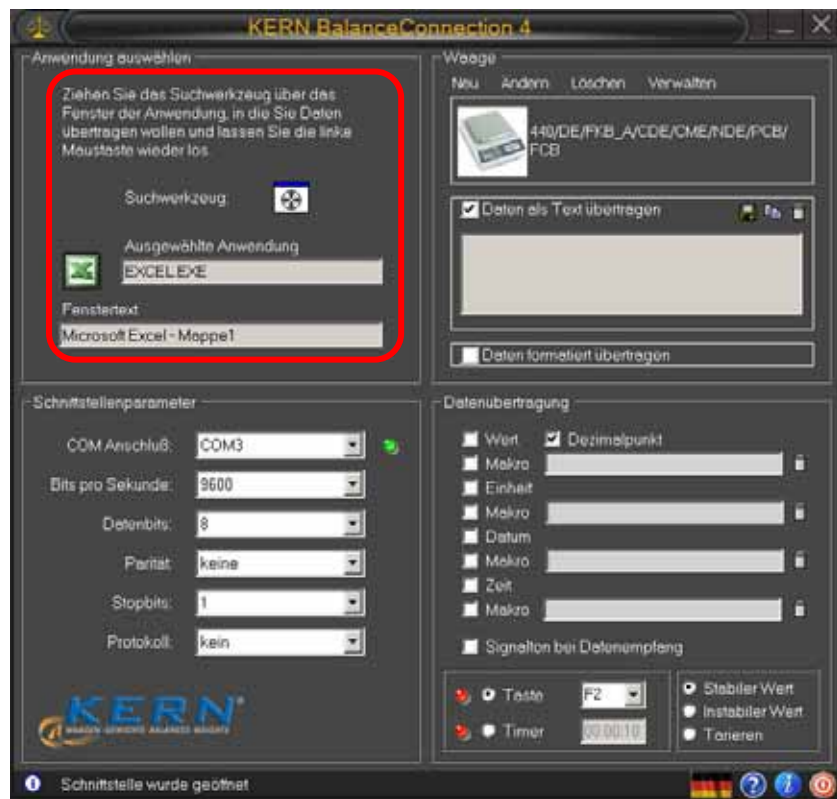 KERN BalanceConnection 4
Anwendung auswählen
Ziehen Sie das Suchwerkzeug über das
Fenster der Anwendung, in die Sie Daten
übertragen wollen und lassen Sie die linke
Maustaste wieder los.
Suchwerkzeug:
Ausgewählte Anwendung
EXCEL.EXE
Fenstertext
Microsoft Excel - Mappe1
Waage
Neu Ändern Löschen Verwalten
440/DE/FKB_A/CDE/CME/NDE/PCB/
FCB
Daten als Text übertragen
Daten formatiert übertragen
Schnittstellenparameter
COM Anschluß: COM3
Bits pro Sekunde: 9600
Datenbits: 8
Parität: keine
Stopbits: 1
Protokoll: kein
KERN
Datenübertragung
Wert Dezimalpunkt
Makro
Einheit
Makro
Datum
Makro
Zeit
Makro
Signalton bei Datenempfang
Taste F2
Timer 00:00:10
Stabiler Wert
Instabiler Wert
Tarieren
Schnittstelle wurde geöffnet